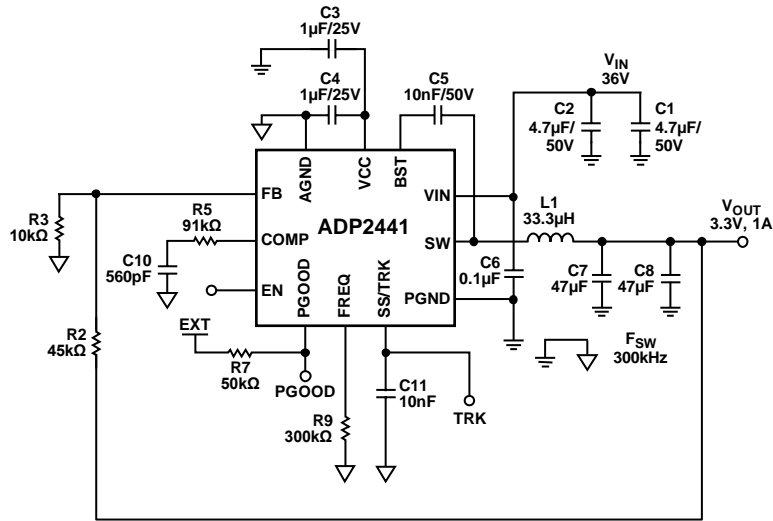 C3
1µF/25V
C4
1µF/25V
C5
10nF/50V
VIN
36V
C2
4.7µF/
50V
C1
4.7µF/
50V
AGND
VCC
BST
FB
VIN
ADP2441
R3
10kΩ
R5
91kΩ
COMP
SW
L1
33.3µH
VOUT
3.3V, 1A
C10
560pF
EN
PGOOD
FREQ
SS/TRK
PGND
C6
0.1µF
C7
47µF
C8
47µF
R2
45kΩ
EXT
R7
50kΩ
PGOOD
C11
10nF
TRK
FSW
300kHz
R9
300kΩ